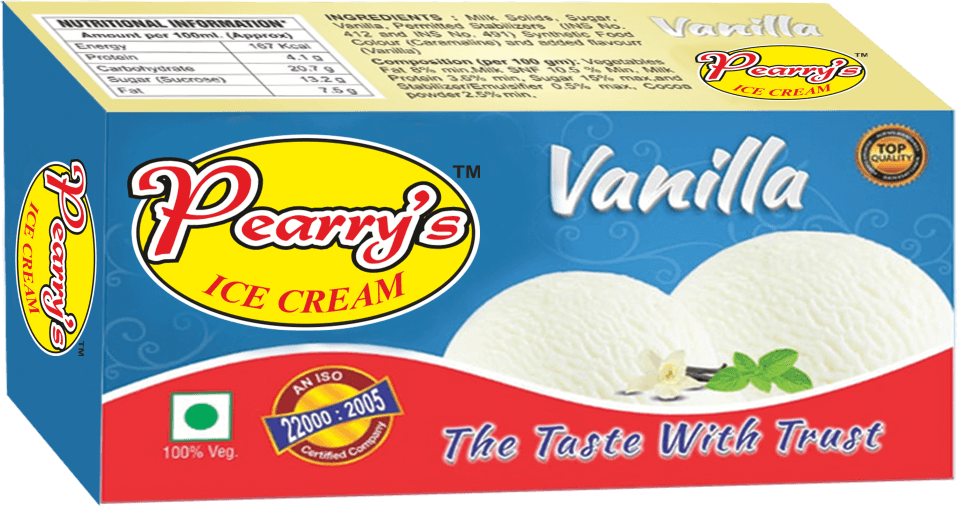 NUTRITIONAL INFORMATION*
Amount per 100ml. (Approx)
Energy 167 Kcal
Protein 4.1 g
Carbohydrate 20.7 g
Sugar (Sucrose) 13.2 g
Fat 7.5 g
INGREDIENTS : Milk Solids, Sugar,
Vanilla, Permitted Stabilizers (INS No.
412 and INS No. 491) Synthetic Food
Colour (Caramaline) and added flavour
(Vanilla)
Composition (per 100 gm): Vegetables
Fat 8% min,Milk SNF 10.5 % Min, Milk
Protein 3.5% min, Sugar 15% max,and
Stabilizer/Emulsifier 0.5% max, Cocoa
powder 2.5% min.
Vanilla
Pearry's TM
ICE CREAM
Pearry's TM
ICE CREAM
Pearry's TM
ICE CREAM
Vanilla
TOP
QUALITY
100% Veg.
AN ISO
22000 : 2005
Certified Company
The Taste With Trust